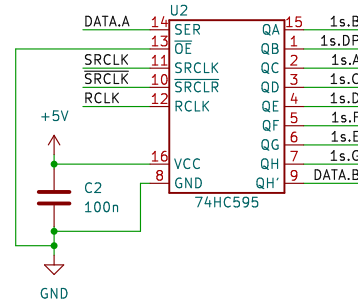 U2
DATA.A 14 SER QA 15 1s.B
13 OE QB 1 1s.DP
SRCLK 11 SRCLK QC 2 1s.A
SRCLK 10 SRCLR QD 3 1s.C
RCLK 12 RCLK QE 4 1s.D
QF 5 1s.F
+5V QG 6 1s.E
16 VCC QH 7 1s.G
8 GND QH' 9 DATA.B
C2 74HC595
100n
GND